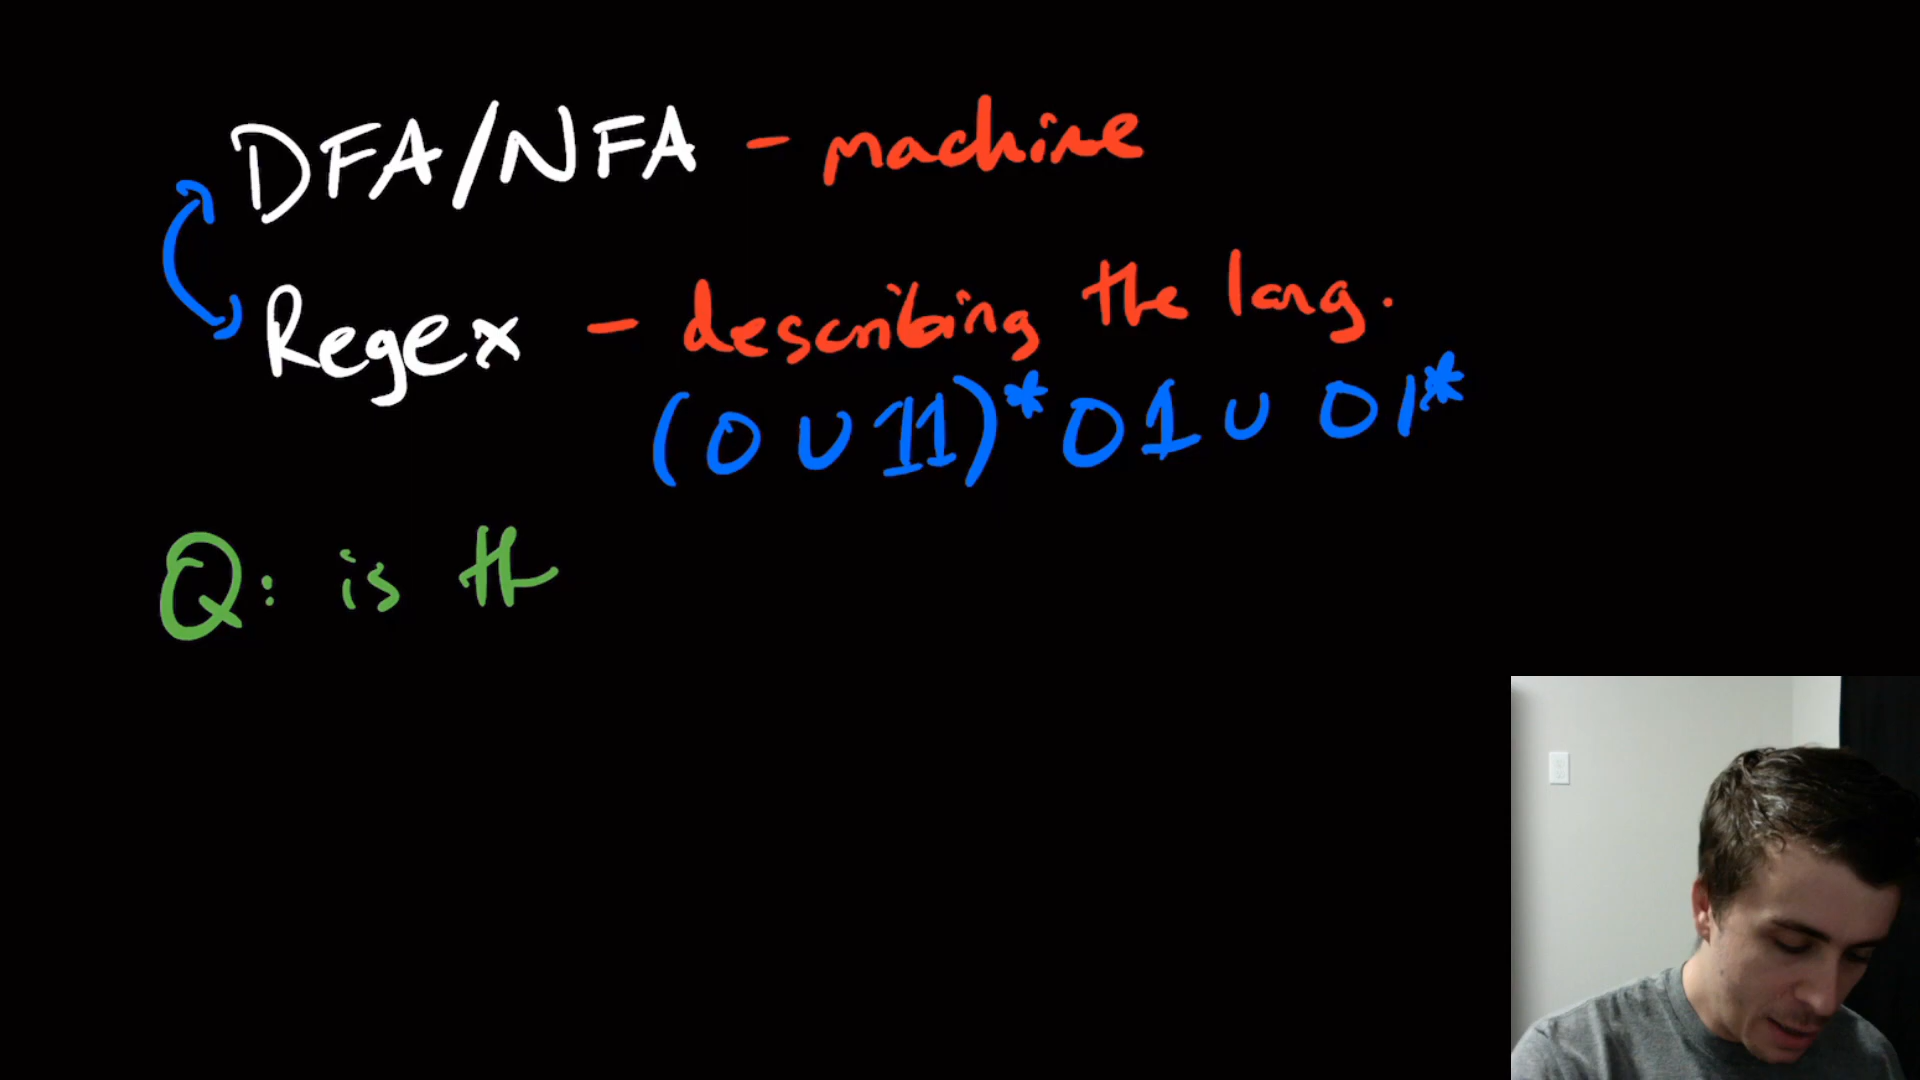 DFA/NFA - machine
Regex - describing the lang.
(0 ∪ 11)* 01 ∪ 01*
Q: is th